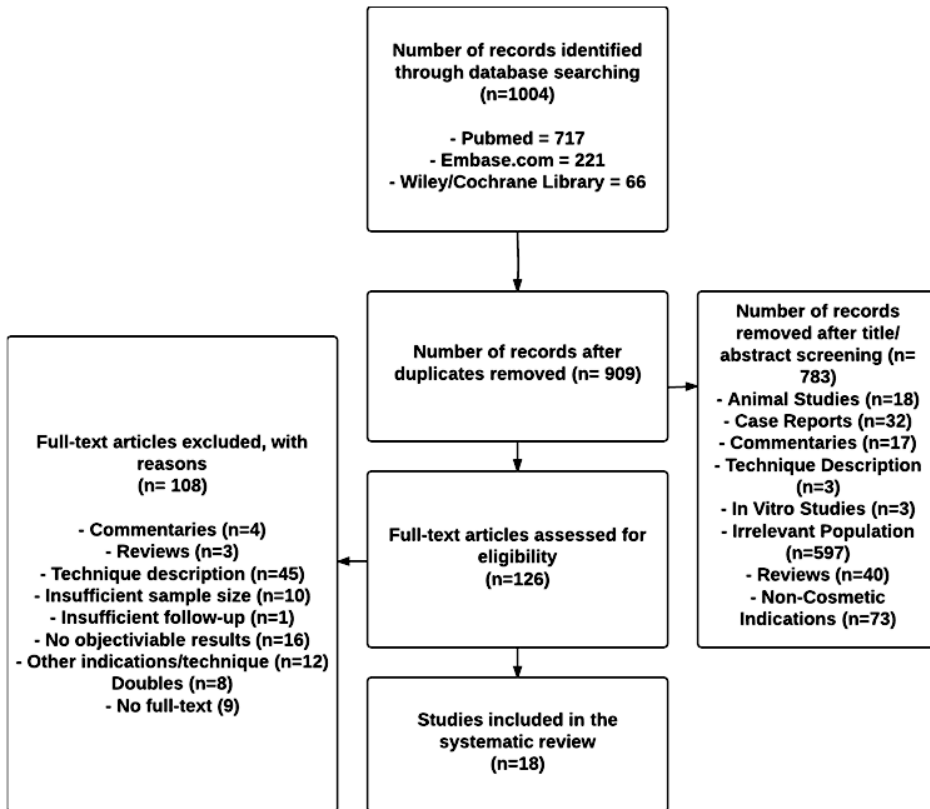 Number of records identified
through database searching
(n=1004)
- Pubmed = 717
- Embase.com = 221
- Wiley/Cochrane Library = 66
Number of records after
duplicates removed (n= 909)
Number of records
removed after title/
abstract screening (n=
783)
- Animal Studies (n=18)
- Case Reports (n=32)
- Commentaries (n=17)
- Technique Description
(n=3)
- In Vitro Studies (n=3)
- Irrelevant Population
(n=597)
- Reviews (n=40)
- Non-Cosmetic
Indications (n=73)
Full-text articles excluded, with
reasons
(n= 108)
- Commentaries (n=4)
- Reviews (n=3)
- Technique description (n=45)
- Insufficient sample size (n=10)
- Insufficient follow-up (n=1)
- No objectiviable results (n=16)
- Other indications/technique (n=12)
Doubles (n=8)
- No full-text (9)
Full-text articles assessed for
eligibility
(n=126)
Studies included in the
systematic review
(n=18)